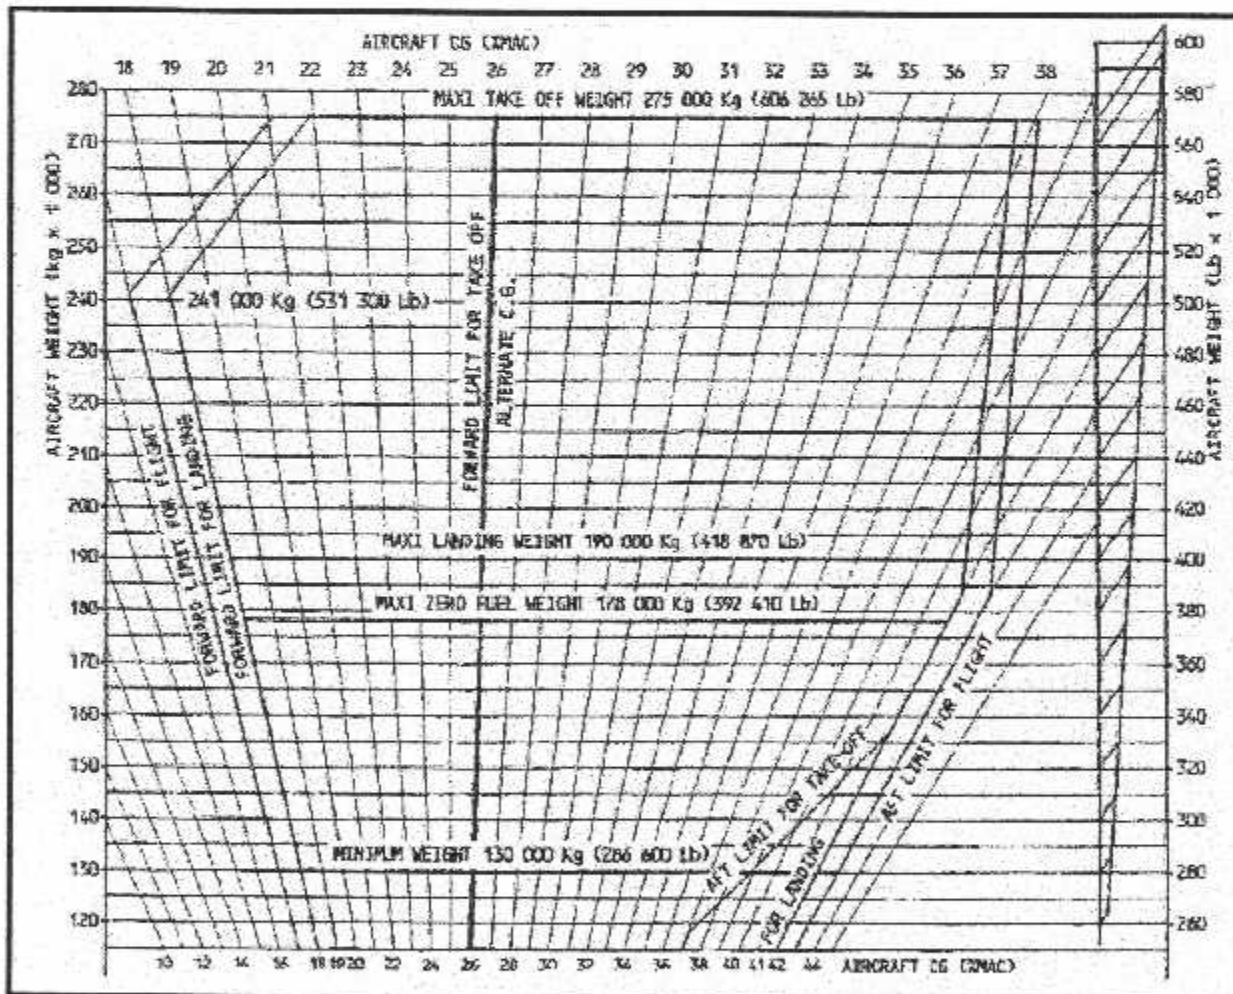 AIRCRAFT CG (%MAC)
18 19 20 21 22 23 24 25 26 27 28 29 30 31 32 33 34 35 36 37 38
MAXI TAKE OFF WEIGHT 275 000 Kg (606 265 Lb)
280
270
260
250
240
230
220
210
200
190
180
170
160
150
140
130
120
AIRCRAFT WEIGHT (kg x 1 000)
241 000 Kg (531 300 Lb)
FORWARD LIMIT FOR TAKE OFF
ALTERNATE C.G.
FORWARD LIMIT FOR FLIGHT
FORWARD LIMIT FOR LANDING
MAXI LANDING WEIGHT 190 000 Kg (418 870 Lb)
MAXI ZERO FUEL WEIGHT 178 000 Kg (392 410 Lb)
MINIMUM WEIGHT 130 000 Kg (286 600 Lb)
AFT LIMIT FOR TAKE OFF
FOR LANDING
AFT LIMIT FOR FLIGHT
600
580
560
540
520
500
480
460
440
420
400
380
360
340
320
300
280
260
AIRCRAFT WEIGHT (Lb x 1 000)
10 12 14 16 18 19 20 22 24 26 28 30 32 34 36 38 40 41 42 44 AIRCRAFT CG (%MAC)